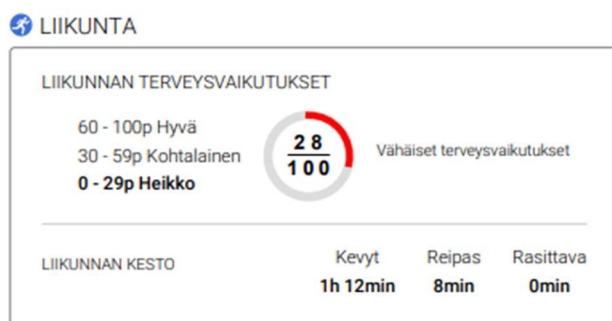 LIIKUNTA
LIIKUNNAN TERVEYSVAIKUTUKSET
60 - 100p Hyvä
30 - 59p Kohtalainen
0 - 29p Heikko
28
100
Vähäiset terveysvaikutukset
LIIKUNNAN KESTO
Kevyt Reipas Rasittava
1h 12min 8min 0min